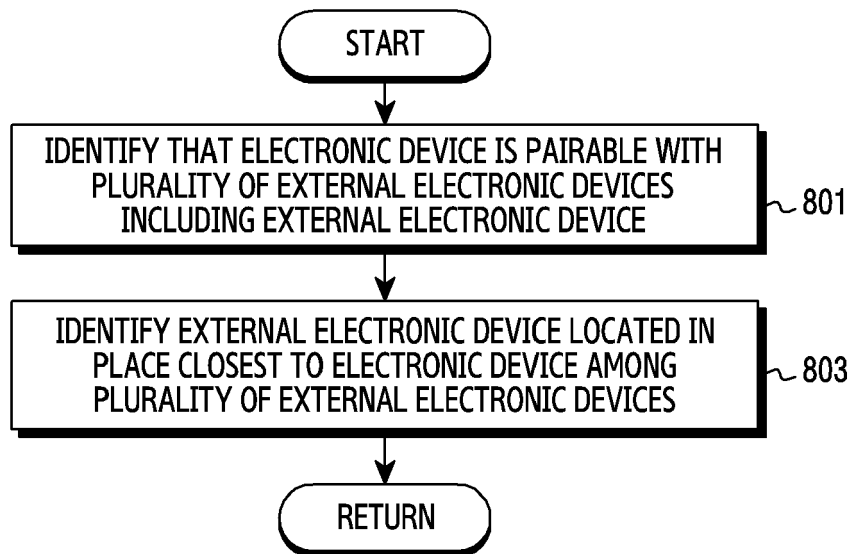 START
IDENTIFY THAT ELECTRONIC DEVICE IS PAIRABLE WITH
PLURALITY OF EXTERNAL ELECTRONIC DEVICES
INCLUDING EXTERNAL ELECTRONIC DEVICE
801
IDENTIFY EXTERNAL ELECTRONIC DEVICE LOCATED IN
PLACE CLOSEST TO ELECTRONIC DEVICE AMONG
PLURALITY OF EXTERNAL ELECTRONIC DEVICES
803
RETURN